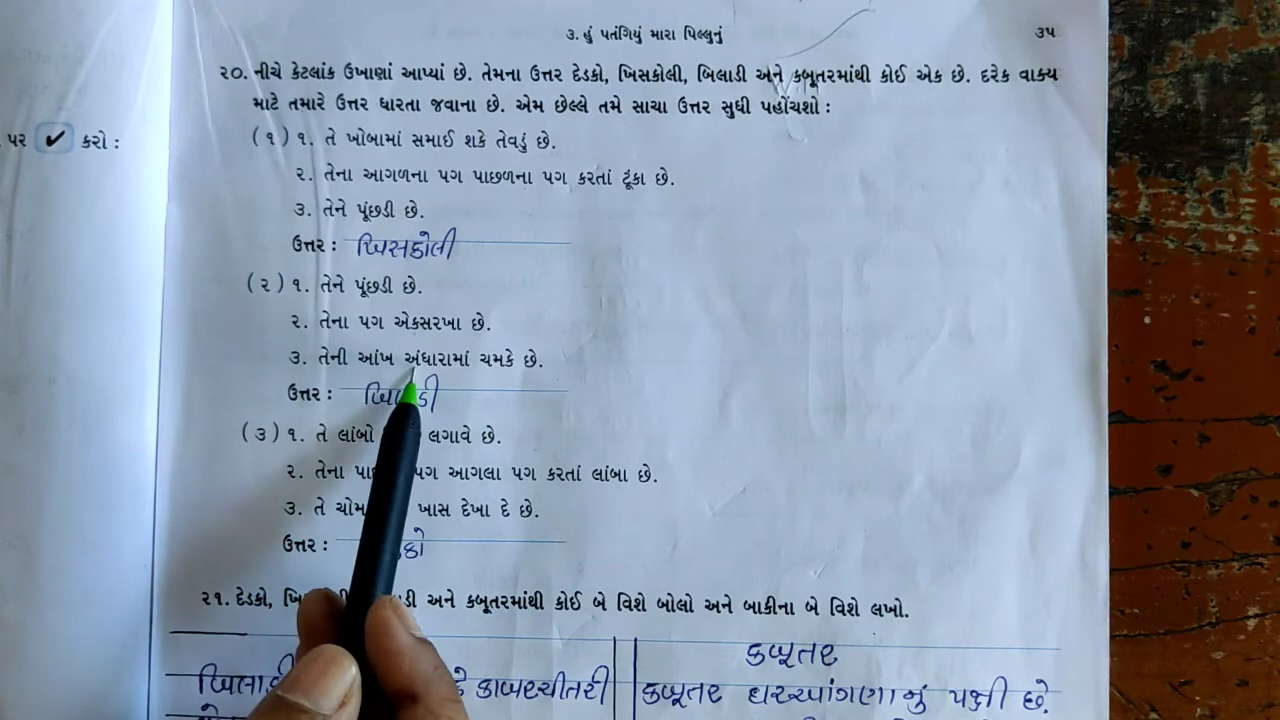 ૩. હું પતંગિયું મારા પિલ્લુનું ૩૫
૨૦. નીચે કેટલાંક ઉખાણાં આપ્યાં છે. તેમના ઉત્તર દેડકો, ખિસકોલી, બિલાડી અને કબૂતરમાંથી કોઈ એક છે. દરેક વાક્ય
માટે તમારે ઉત્તર ધારતા જવાના છે. એમ છેલ્લે તમે સાચા ઉત્તર સુધી પહોંચશો :
પર ✔ કરો :
(૧) ૧. તે ખોબામાં સમાઈ શકે તેવડું છે.
૨. તેના આગળના પગ પાછળના પગ કરતાં ટૂંકા છે.
૩. તેને પૂંછડી છે.
ઉત્તર : ખિસકોલી
(૨) ૧. તેને પૂંછડી છે.
૨. તેના પગ એકસરખા છે.
૩. તેની આંખ અંધારામાં ચમકે છે.
ઉત્તર :
(૩) ૧. તે લાંબો લગાવે છે.
૨. તેના પગ આગલા પગ કરતાં લાંબા છે.
૩. તે ખાસ દેખા દે છે.
ઉત્તર :
૨૧. દેડકો, અને કબૂતરમાંથી કોઈ બે વિશે બોલો અને બાકીના બે વિશે લખો.
કબૂતર
કાબરચીતરી કબૂતર ઘરઆંગણાનું પક્ષી છે.